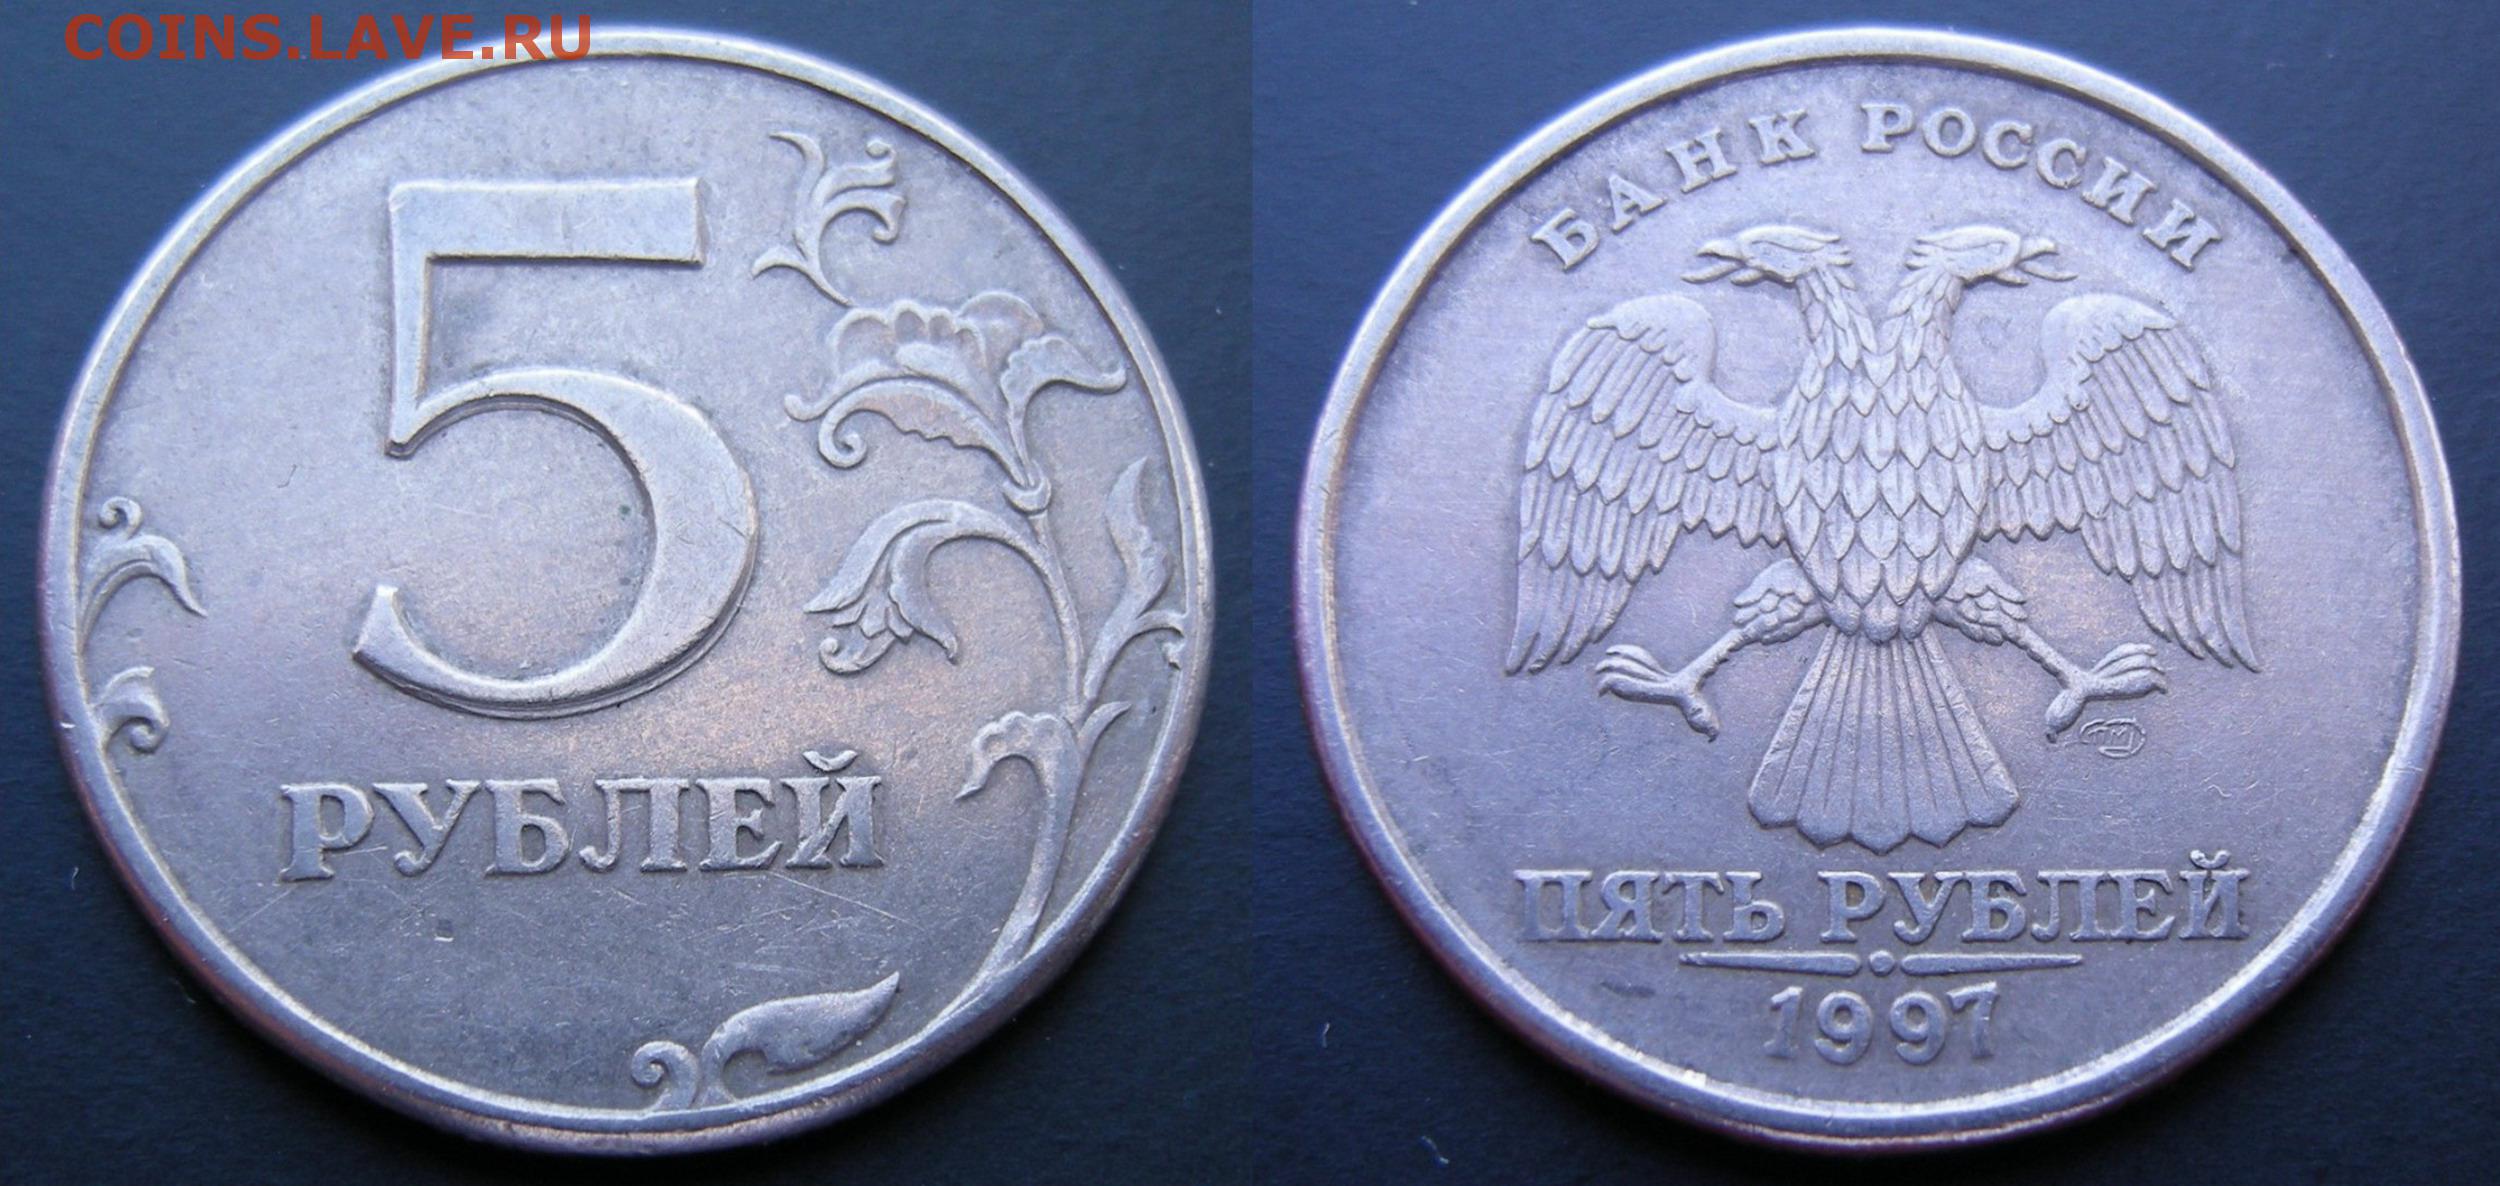 COINS.LAVE.RU
5
РУБЛЕЙ
БАНК РОССИИ
ПЯТЬ РУБЛЕЙ
1997